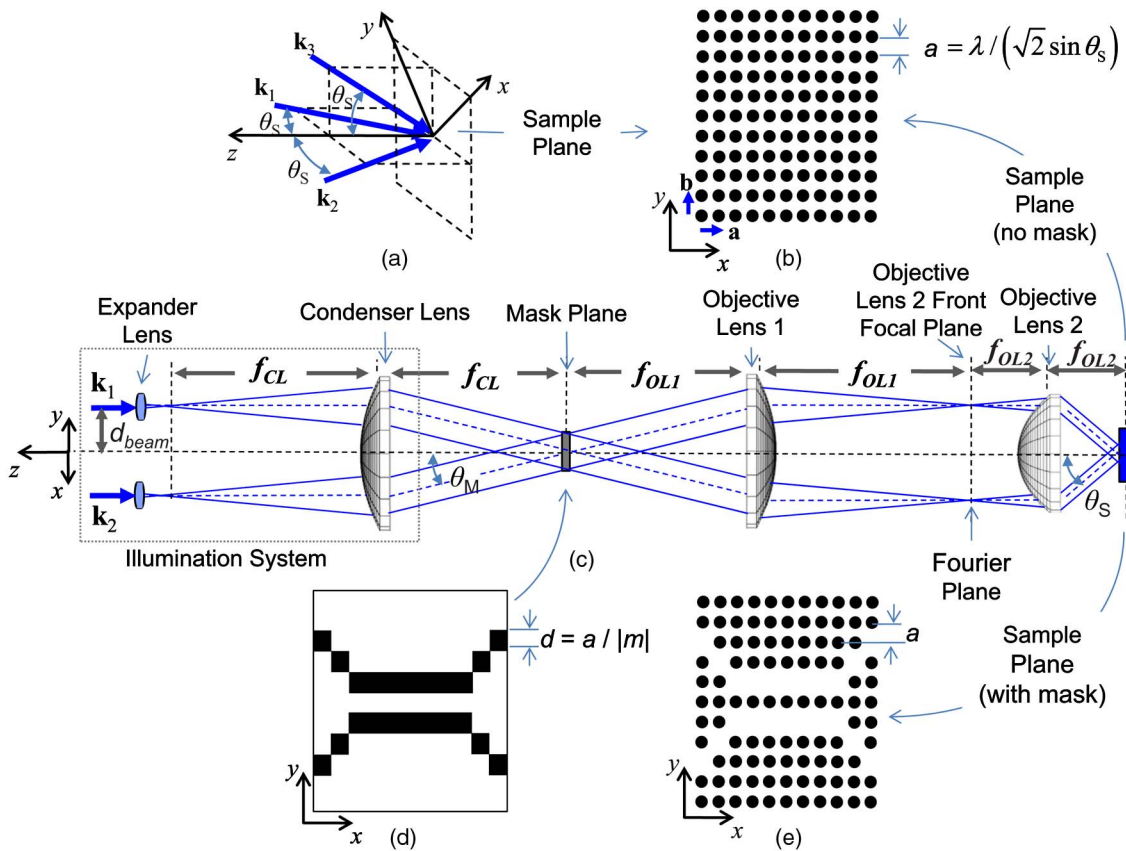 y
k₃
x
k₁
θS
θS
z
θS
k₂
Sample
Plane
(a)
a = λ / (√2 sin θS)
b
y
a
x
(b)
Sample
Plane
(no mask)
Expander
Lens
Condenser Lens
Mask Plane
Objective
Lens 1
Objective
Lens 2 Front
Focal Plane
Objective
Lens 2
fCL
fCL
fOL1
fOL1
fOL2
fOL2
k₁
y
dbeam
z
x
k₂
θM
θS
Illumination System
(c)
Fourier
Plane
d = a / |m|
y
x
(d)
a
y
x
(e)
Sample
Plane
(with mask)